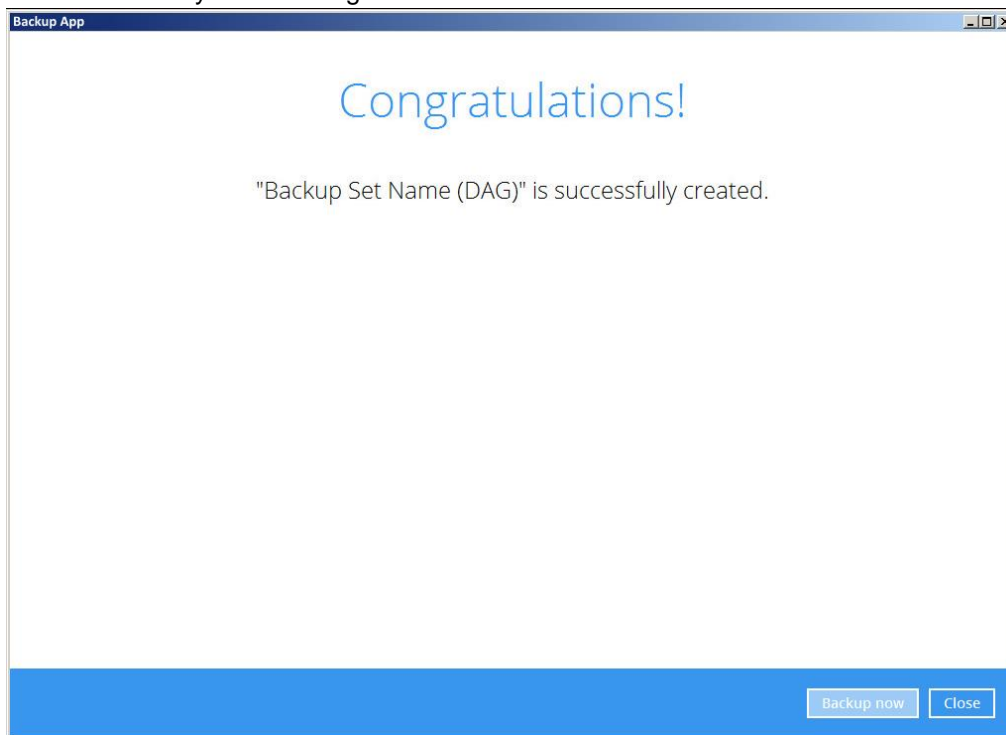 Backup App
Congratulations!
"Backup Set Name (DAG)" is successfully created.
Backup now
Close